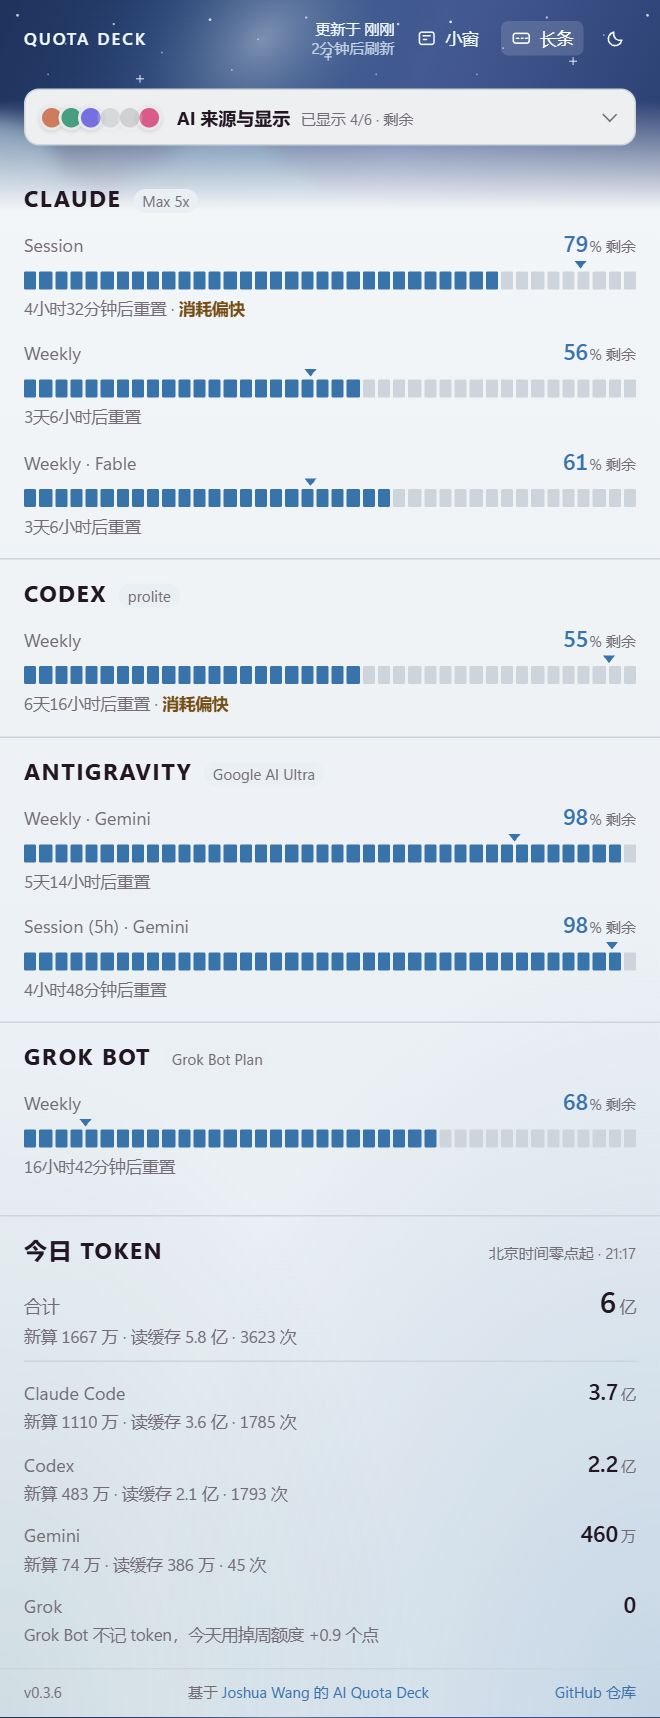 QUOTA DECK
更新于 刚刚
2分钟后刷新
小窗
长条
AI 来源与显示 已显示 4/6 · 剩余
CLAUDE Max 5x
Session 79% 剩余
4小时32分钟后重置 · 消耗偏快
Weekly 56% 剩余
3天6小时后重置
Weekly · Fable 61% 剩余
3天6小时后重置
CODEX prolite
Weekly 55% 剩余
6天16小时后重置 · 消耗偏快
ANTIGRAVITY Google AI Ultra
Weekly · Gemini 98% 剩余
5天14小时后重置
Session (5h) · Gemini 98% 剩余
4小时48分钟后重置
GROK BOT Grok Bot Plan
Weekly 68% 剩余
16小时42分钟后重置
今日 TOKEN 北京时间零点起 · 21:17
合计 6 亿
新算 1667 万 · 读缓存 5.8 亿 · 3623 次
Claude Code 3.7 亿
新算 1110 万 · 读缓存 3.6 亿 · 1785 次
Codex 2.2 亿
新算 483 万 · 读缓存 2.1 亿 · 1793 次
Gemini 460 万
新算 74 万 · 读缓存 386 万 · 45 次
Grok 0
Grok Bot 不记 token，今天用掉周额度 +0.9 个点
v0.3.6 基于 Joshua Wang 的 AI Quota Deck GitHub 仓库